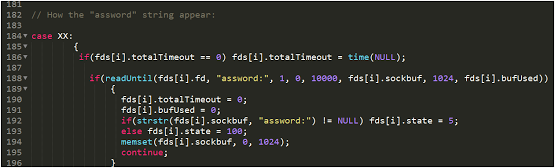 181
182 // How the "assword" string appear:
183
184 case XX:
185 {
186 if(fds[i].totalTimeout == 0) fds[i].totalTimeout = time(NULL);
187
188 if(readUntil(fds[i].fd, "assword:", 1, 0, 10000, fds[i].sockbuf, 1024, fds[i].bufUsed))
189 {
190 fds[i].totalTimeout = 0;
191 fds[i].bufUsed = 0;
192 if(strstr(fds[i].sockbuf, "assword:") != NULL) fds[i].state = 5;
193 else fds[i].state = 100;
194 memset(fds[i].sockbuf, 0, 1024);
195 continue;
196 }